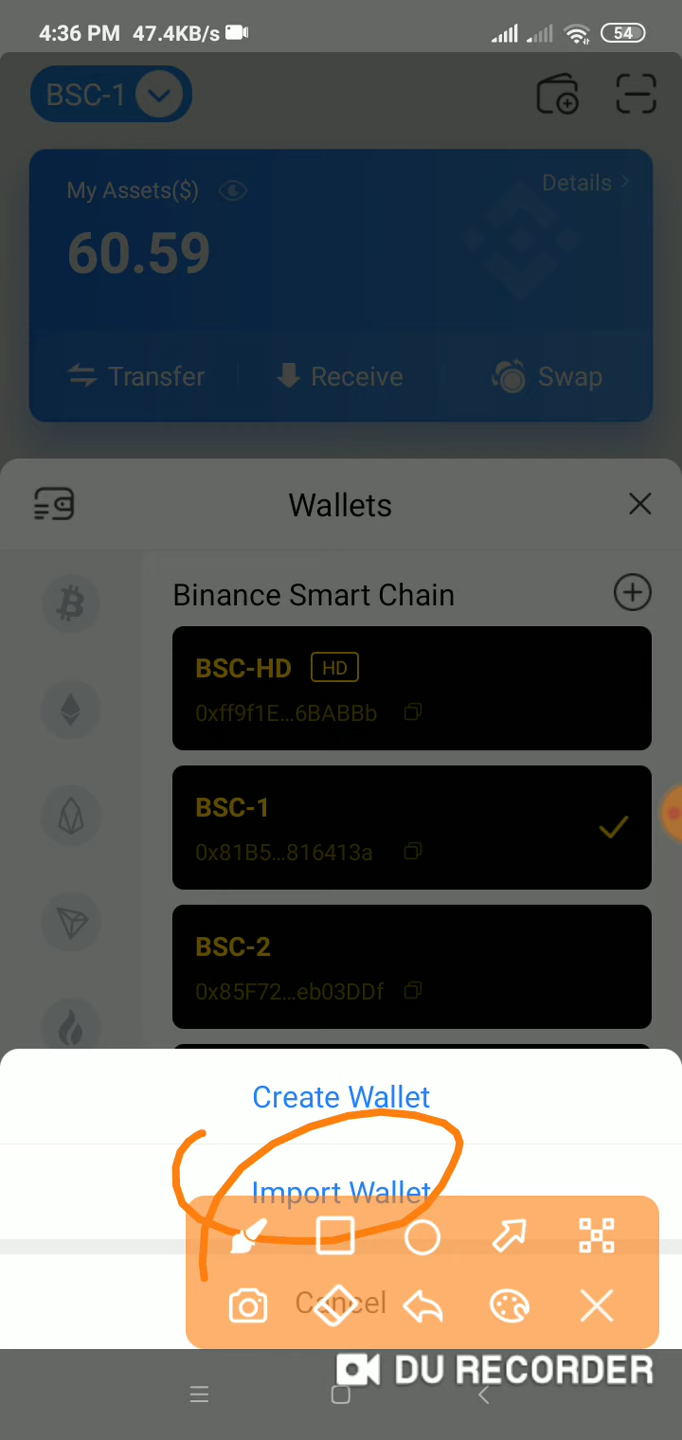 4:36 PM 47.4KB/s 54
BSC-1
My Assets($) Details >
60.59
Transfer Receive Swap
Wallets
Binance Smart Chain
BSC-HD HD
0xff9f1E...6BABBb
BSC-1
0x81B5...816413a
BSC-2
0x85F72...eb03DDf
Create Wallet
Import Wallet
Cancel
DU RECORDER